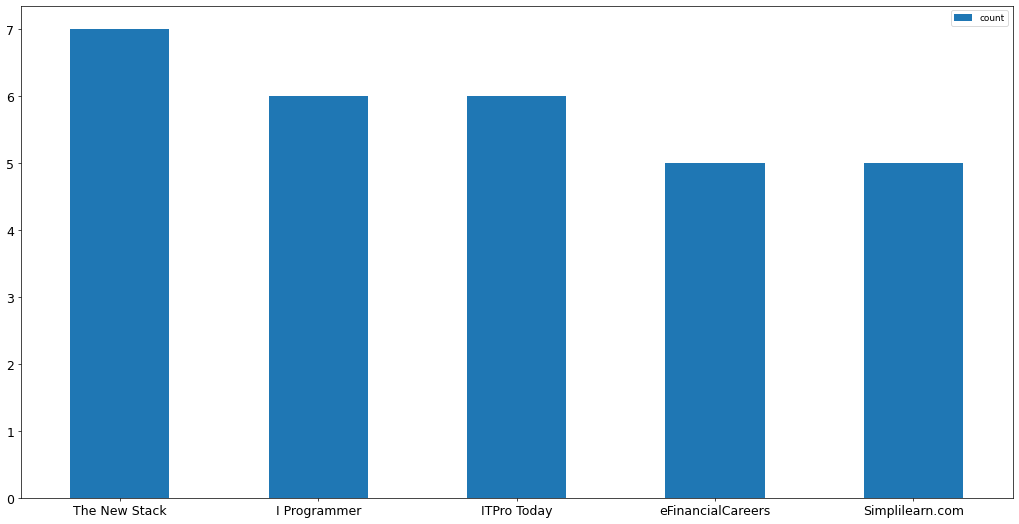 count
7
6
5
4
3
2
1
0
The New Stack
I Programmer
ITPro Today
eFinancialCareers
Simplilearn.com